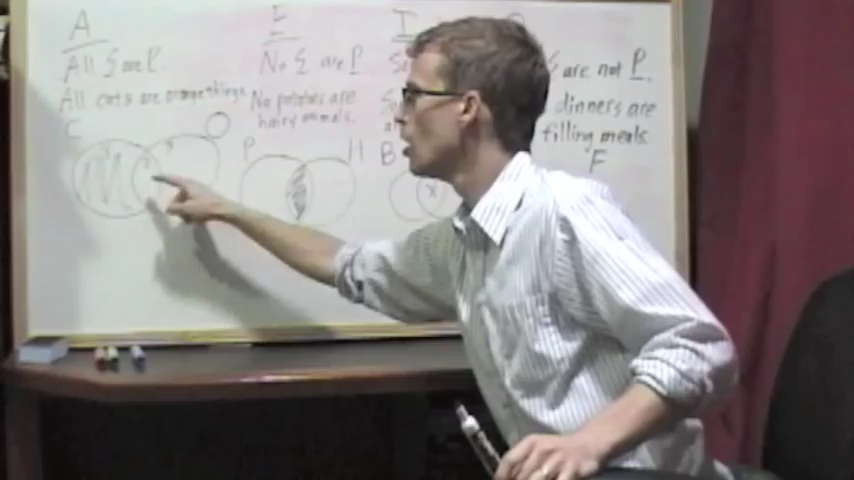 A
All S are P.
All cats are orange things.
C O
E
No S are P
No potatoes are
hairy animals.
P H
I
B
x
S are not P.
dinners are
filling meals
F